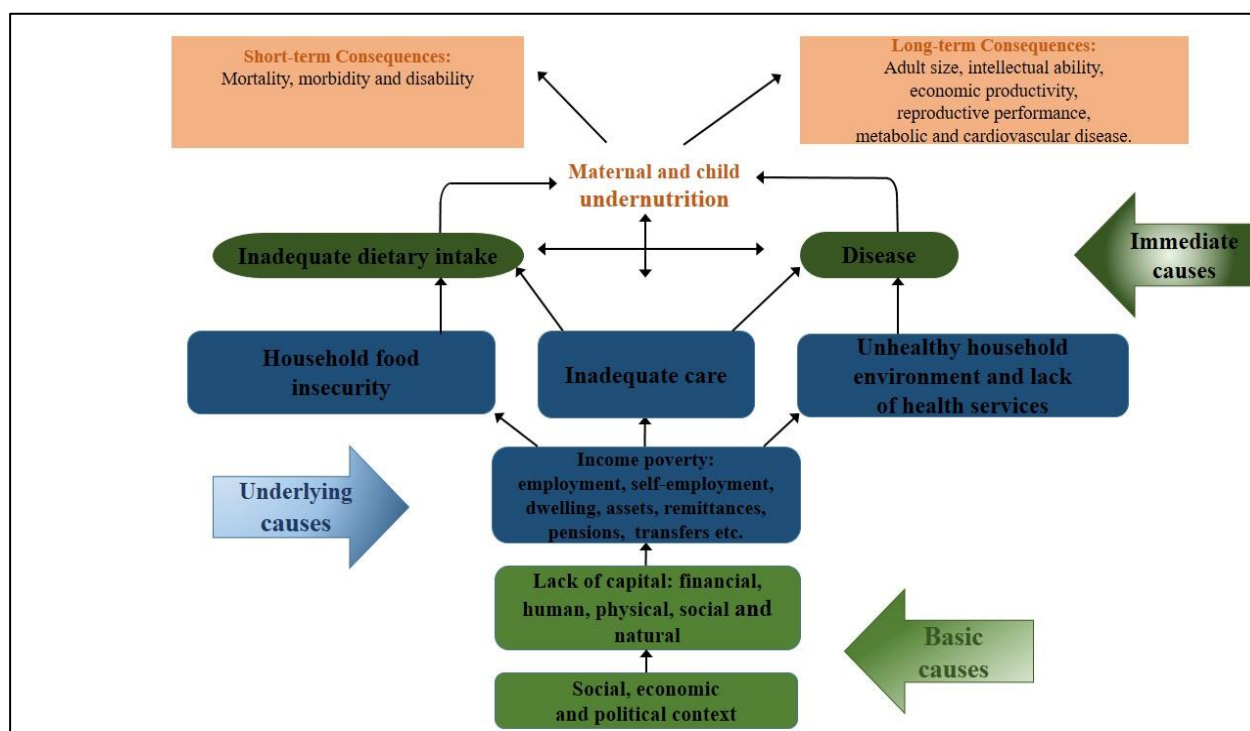 Short-term Consequences:
Mortality, morbidity and disability
Long-term Consequences:
Adult size, intellectual ability,
economic productivity,
reproductive performance,
metabolic and cardiovascular disease.
Maternal and child
undernutrition
Inadequate dietary intake
Disease
Immediate
causes
Household food
insecurity
Inadequate care
Unhealthy household
environment and lack
of health services
Underlying
causes
Income poverty:
employment, self-employment,
dwelling, assets, remittances,
pensions, transfers etc.
Lack of capital: financial,
human, physical, social and
natural
Basic
causes
Social, economic
and political context